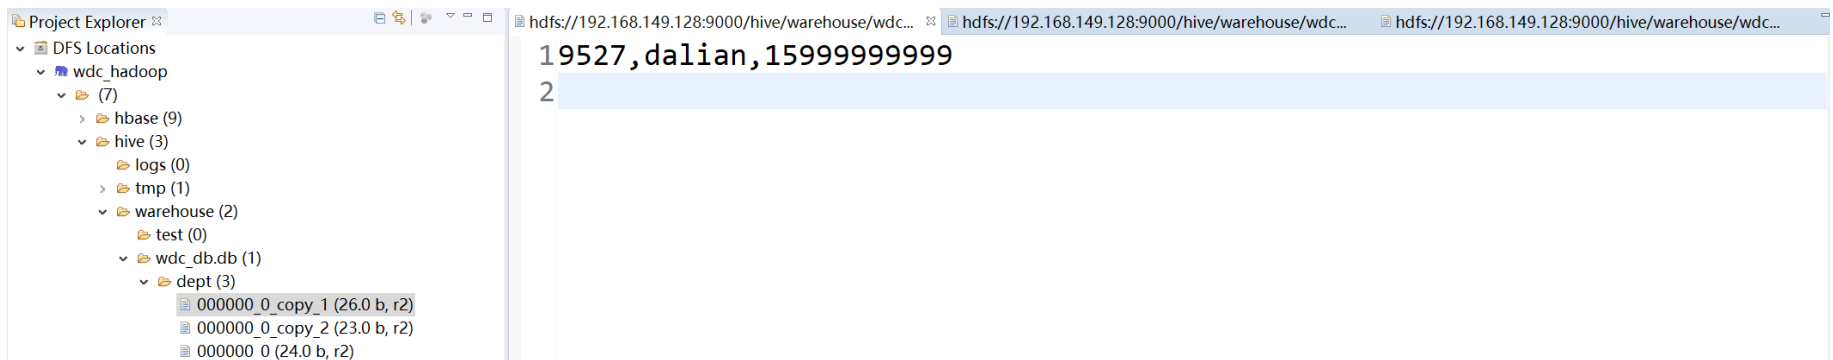 Project Explorer
DFS Locations
wdc_hadoop
(7)
hbase (9)
hive (3)
logs (0)
tmp (1)
warehouse (2)
test (0)
wdc_db.db (1)
dept (3)
000000_0_copy_1 (26.0 b, r2)
000000_0_copy_2 (23.0 b, r2)
000000_0 (24.0 b, r2)
hdfs://192.168.149.128:9000/hive/warehouse/wdc...
hdfs://192.168.149.128:9000/hive/warehouse/wdc...
hdfs://192.168.149.128:9000/hive/warehouse/wdc...
1 9527,dalian,15999999999
2